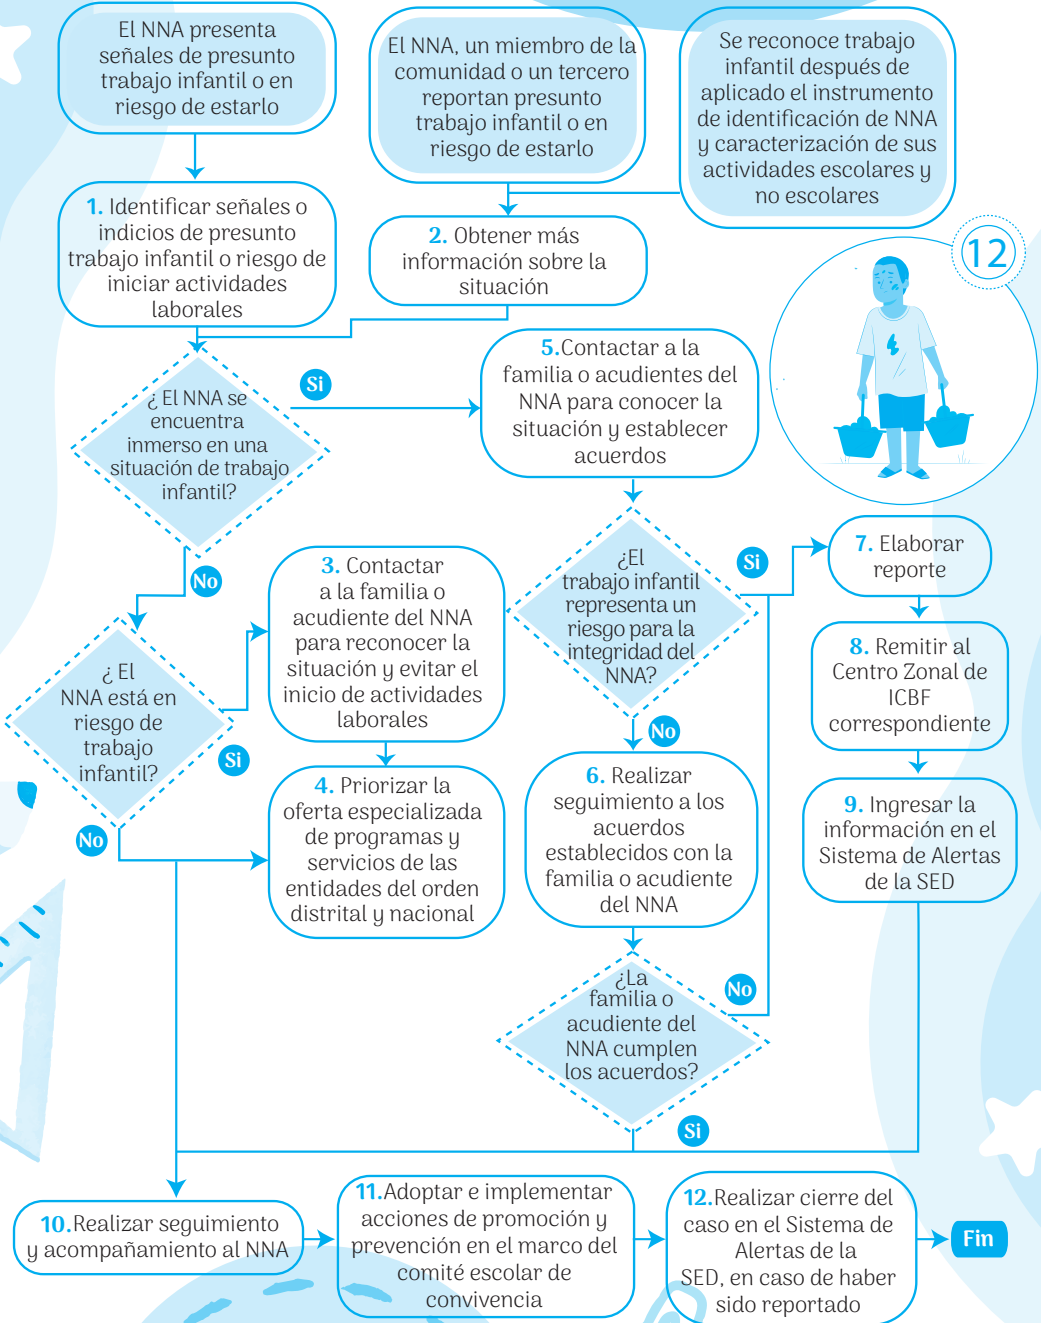 El NNA presenta
señales de presunto
trabajo infantil o en
riesgo de estarlo
El NNA, un miembro de la
comunidad o un tercero
reportan presunto
trabajo infantil o en
riesgo de estarlo
Se reconoce trabajo
infantil después de
aplicado el instrumento
de identificación de NNA
y caracterización de sus
actividades escolares y
no escolares
1. Identificar señales o
indicios de presunto
trabajo infantil o riesgo de
iniciar actividades
laborales
2. Obtener más
información sobre la
situación
12
¿ El NNA se
encuentra
inmerso en una
situación de trabajo
infantil?
Si
5.Contactar a la
familia o acudientes del
NNA para conocer la
situación y establecer
acuerdos
No
3. Contactar
a la familia o
acudiente del NNA
para reconocer la
situación y evitar el
inicio de actividades
laborales
¿El
trabajo infantil
representa un
riesgo para la
integridad del
NNA?
Si
7. Elaborar
reporte
8. Remitir al
Centro Zonal de
ICBF
correspondiente
¿ El
NNA está en
riesgo de
trabajo
infantil?
Si
No
4. Priorizar la
oferta especializada
de programas y
servicios de las
entidades del orden
distrital y nacional
No
6. Realizar
seguimiento a los
acuerdos
establecidos con la
familia o acudiente
del NNA
9. Ingresar la
información en el
Sistema de Alertas
de la SED
¿La
familia o
acudiente del
NNA cumplen
los acuerdos?
No
Si
10.Realizar seguimiento
y acompañamiento al NNA
11.Adoptar e implementar
acciones de promoción y
prevención en el marco del
comité escolar de
convivencia
12.Realizar cierre del
caso en el Sistema de
Alertas de la
SED, en caso de haber
sido reportado
Fin